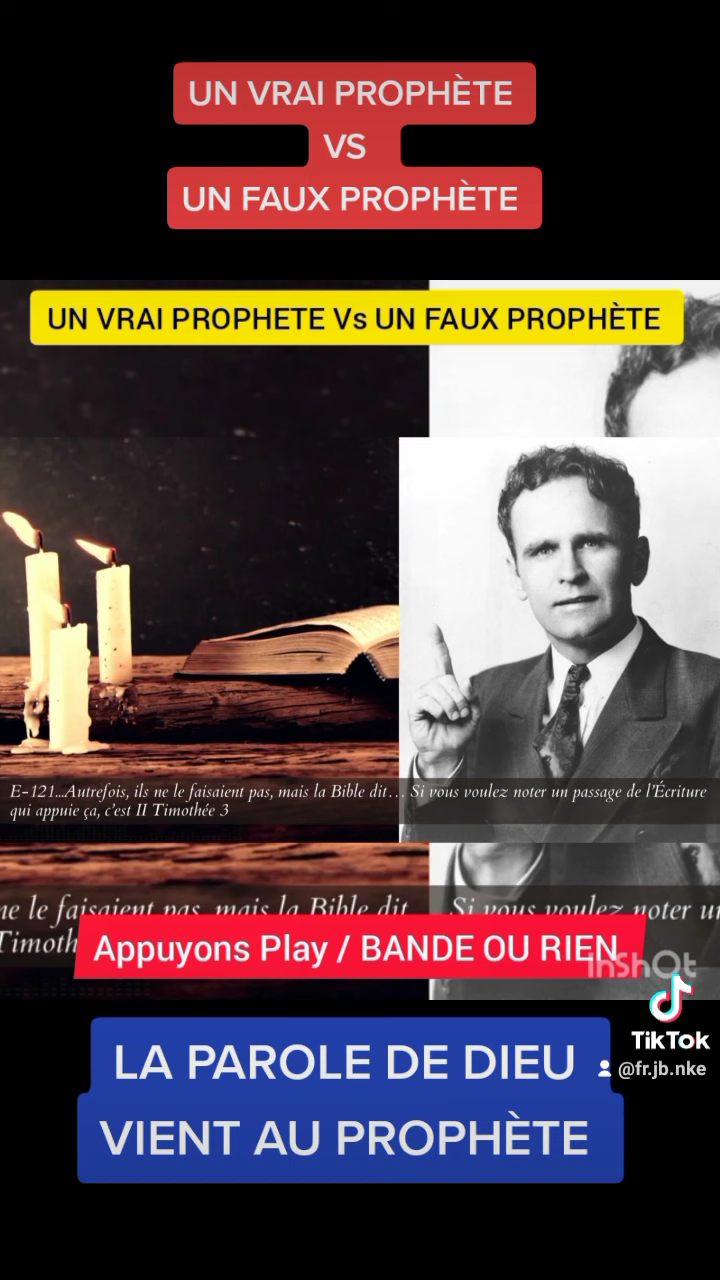 UN VRAI PROPHÈTE
VS
UN FAUX PROPHÈTE
UN VRAI PROPHETE Vs UN FAUX PROPHÈTE
E-121...Autrefois, ils ne le faisaient pas, mais la Bible dit... Si vous voulez noter un passage de l'Écriture
qui appuie ça, c'est II Timothée 3
ne le faisaient pas, mais la Bible dit Si vous voulez noter un
Timoth
Appuyons Play / BANDE OU RIEN
InShOt
TikTok
@fr.jb.nke
LA PAROLE DE DIEU
VIENT AU PROPHÈTE